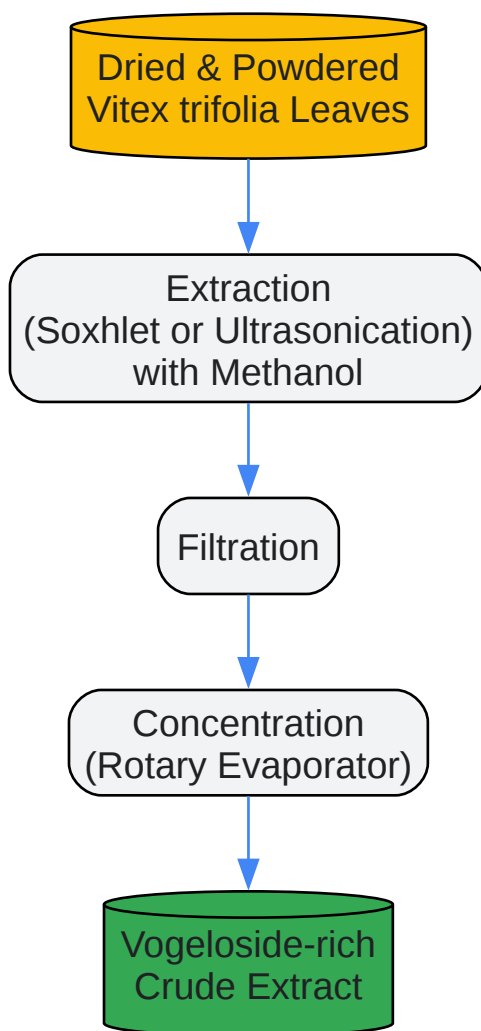 Dried & Powdered
Vitex trifolia Leaves
Extraction
(Soxhlet or Ultrasonication)
with Methanol
Filtration
Concentration
(Rotary Evaporator)
Vogeloside-rich
Crude Extract